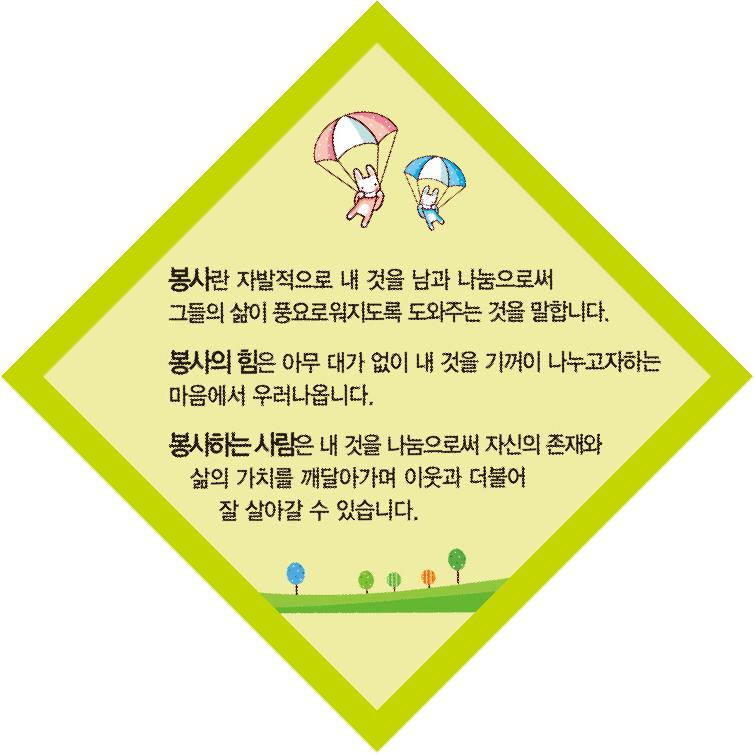 봉사란 자발적으로 내 것을 남과 나눔으로써
그들의 삶이 풍요로워지도록 도와주는 것을 말합니다.
봉사의 힘은 아무 대가 없이 내 것을 기꺼이 나누고자하는
마음에서 우러나옵니다.
봉사하는 사람은 내 것을 나눔으로써 자신의 존재와
삶의 가치를 깨달아가며 이웃과 더불어
잘 살아갈 수 있습니다.